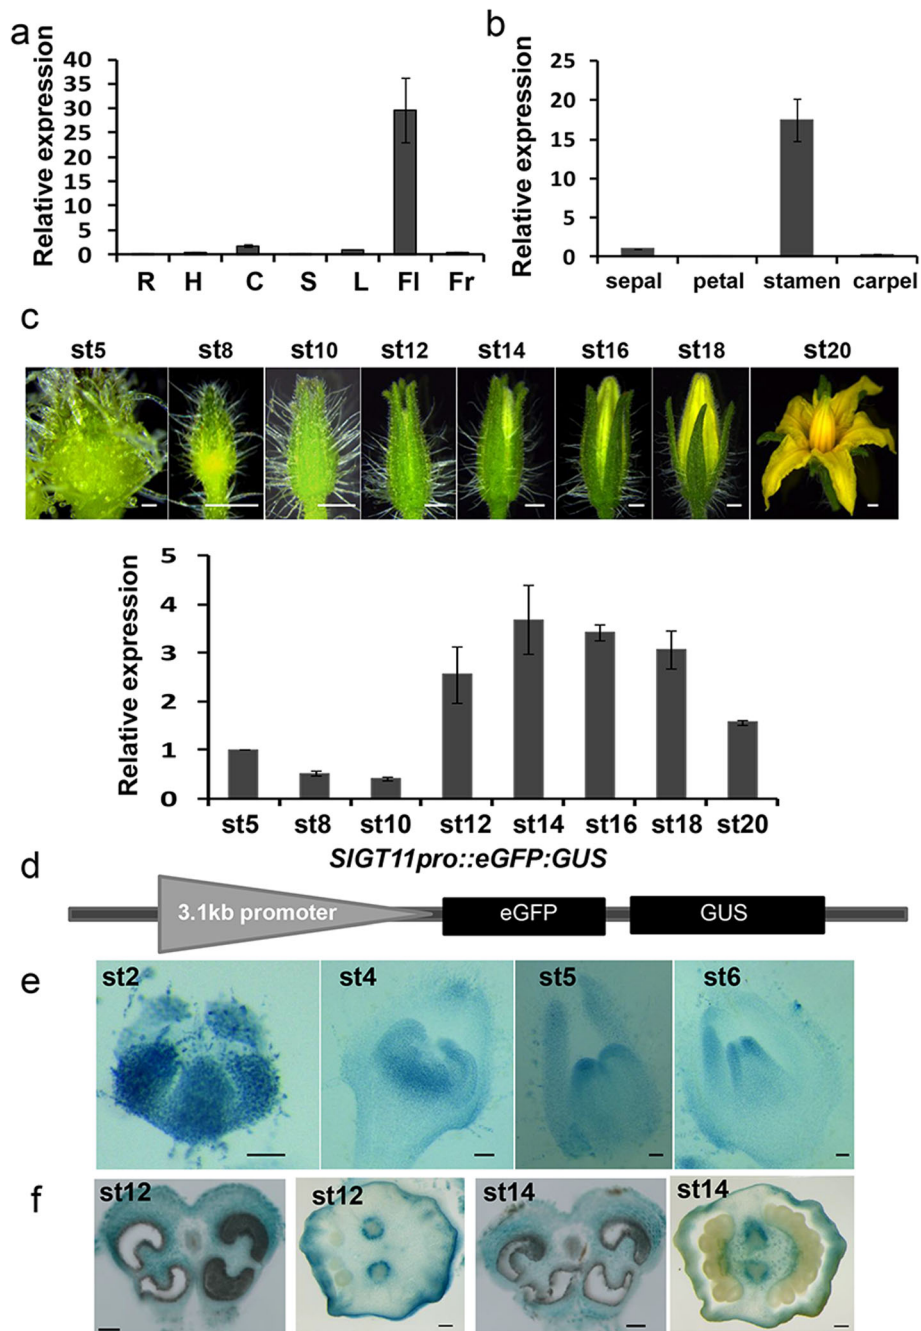 a
Relative expression
40
35
30
25
20
15
10
5
0
R H C S L Fl Fr
b
Relative expression
25
20
15
10
5
0
sepal petal stamen carpel
c
st5 st8 st10 st12 st14 st16 st18 st20
Relative expression
5
4
3
2
1
0
st5 st8 st10 st12 st14 st16 st18 st20
SlGT11pro::eGFP:GUS
d
3.1kb promoter eGFP GUS
e
st2 st4 st5 st6
f
st12 st12 st14 st14